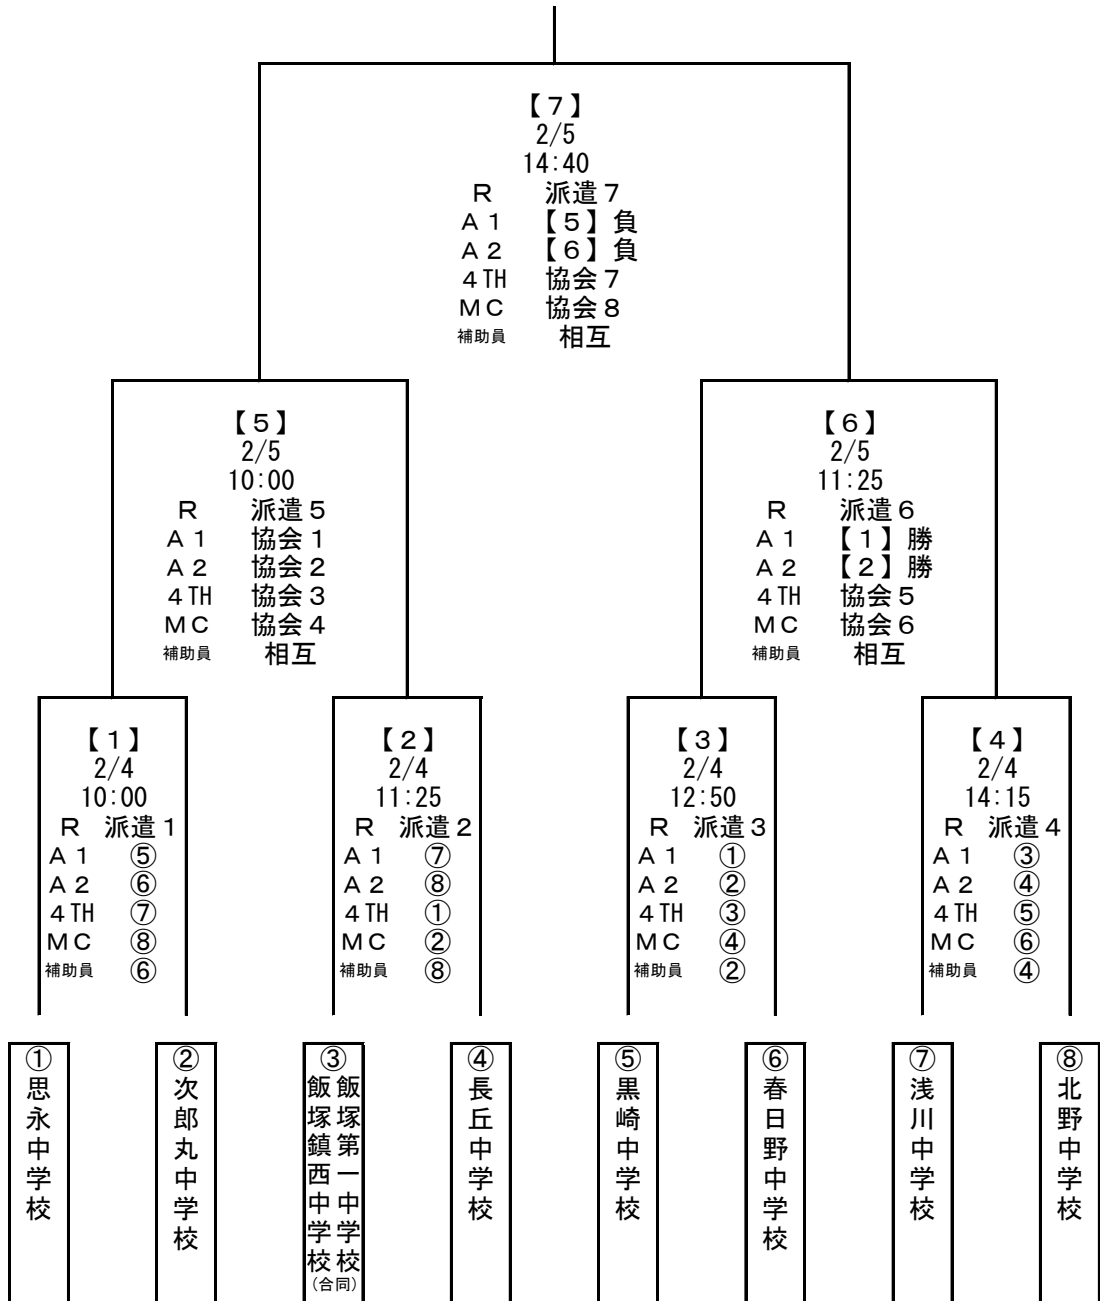 【７】
2/5
14:40
Ｒ 派遣７
Ａ１ 【５】負
Ａ２ 【６】負
４TH 協会７
ＭＣ 協会８
補助員 相互
【５】
2/5
10:00
Ｒ 派遣５
Ａ１ 協会１
Ａ２ 協会２
４TH 協会３
ＭＣ 協会４
補助員 相互
【６】
2/5
11:25
Ｒ 派遣６
Ａ１ 【１】勝
Ａ２ 【２】勝
４TH 協会５
ＭＣ 協会６
補助員 相互
【１】
2/4
10:00
Ｒ 派遣１
Ａ１ ⑤
Ａ２ ⑥
４TH ⑦
ＭＣ ⑧
補助員 ⑥
【２】
2/4
11:25
Ｒ 派遣２
Ａ１ ⑦
Ａ２ ⑧
４TH ①
ＭＣ ②
補助員 ⑧
【３】
2/4
12:50
Ｒ 派遣３
Ａ１ ①
Ａ２ ②
４TH ③
ＭＣ ④
補助員 ②
【４】
2/4
14:15
Ｒ 派遣４
Ａ１ ③
Ａ２ ④
４TH ⑤
ＭＣ ⑥
補助員 ④
①
思永中学校
②
次郎丸中学校
③
飯塚第一中学校
飯塚鎮西中学校
(合同)
④
長丘中学校
⑤
黒崎中学校
⑥
春日野中学校
⑦
浅川中学校
⑧
北野中学校